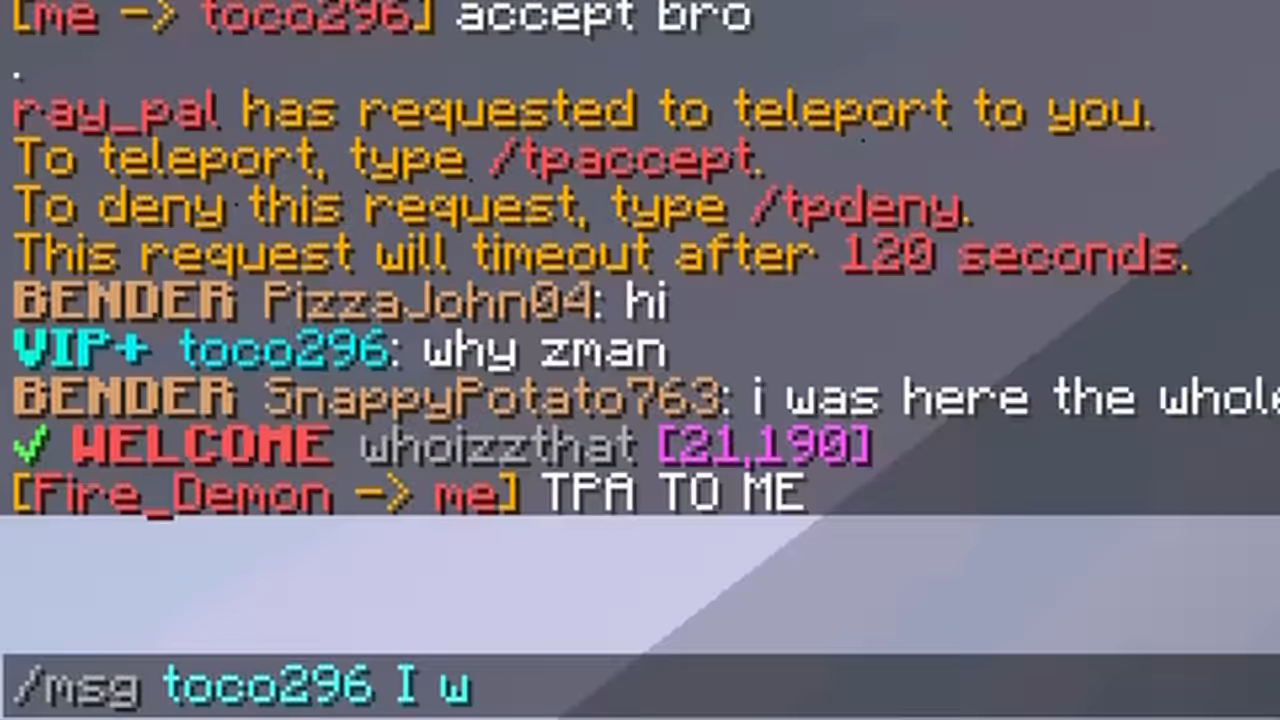 [me -> toco296] accept bro
.
ray_pal has requested to teleport to you.
To teleport, type /tpaccept.
To deny this request, type /tpdeny.
This request will timeout after 120 seconds.
BENDER PizzaJohn04: hi
VIP+ toco296: why zman
BENDER SnappyPotato763: i was here the whole
✓ WELCOME whoizzthat [21,190]
[Fire_Demon -> me] TPA TO ME
/msg toco296 I w